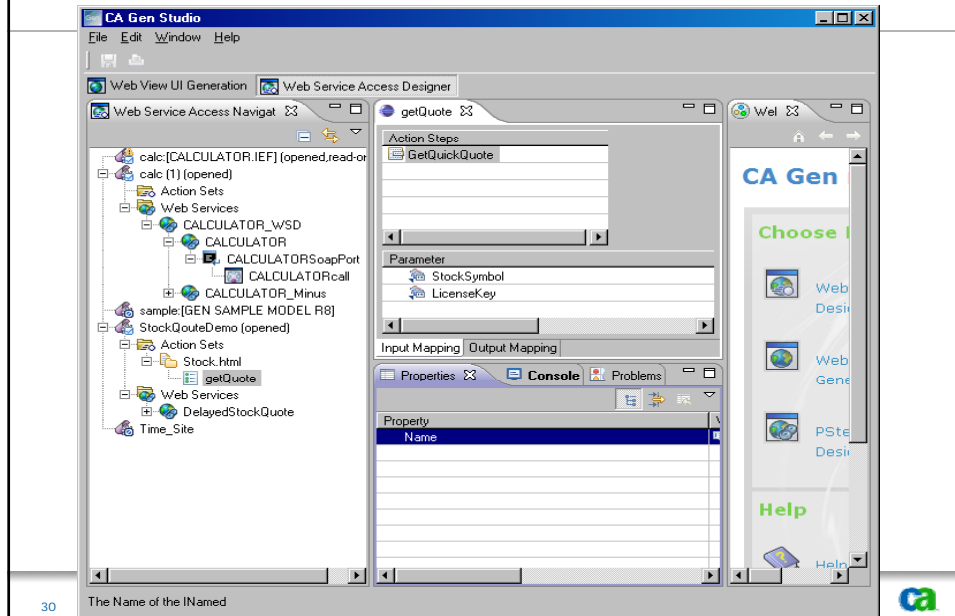 CA Gen Studio
File Edit Window Help
Web View UI Generation
Web Service Access Designer
Web Service Access Navigat
calc:[CALCULATOR.IEF] (opened,read-or
calc (1) (opened)
Action Sets
Web Services
CALCULATOR_WSD
CALCULATOR
CALCULATORSoapPort
CALCULATORcall
CALCULATOR_Minus
sample:[GEN SAMPLE MODEL R8]
StockQouteDemo (opened)
Action Sets
Stock.html
getQuote
Web Services
DelayedStockQuote
Time_Site
getQuote
Action Steps
GetQuickQuote
Parameter
StockSymbol
LicenseKey
Input Mapping Output Mapping
Properties Console Problems
Property
Name
Wel
CA Gen
Choose
Web
Desi
Web
Gene
PSte
Desi
Help
Help
The Name of the INamed
30
ca